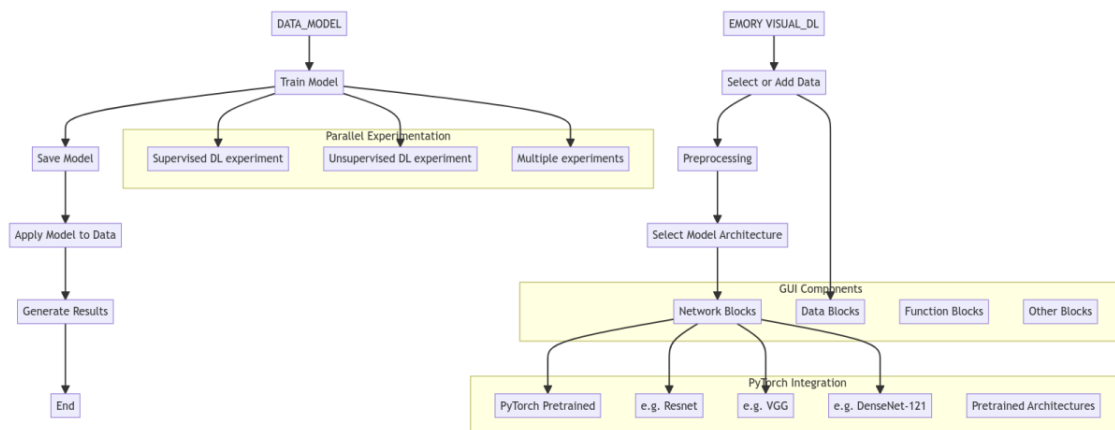 DATA_MODEL
EMORY VISUAL_DL
Train Model
Select or Add Data
Parallel Experimentation
Save Model
Supervised DL experiment
Unsupervised DL experiment
Multiple experiments
Preprocessing
Apply Model to Data
Select Model Architecture
GUI Components
Generate Results
Network Blocks
Data Blocks
Function Blocks
Other Blocks
PyTorch Integration
End
PyTorch Pretrained
e.g. Resnet
e.g. VGG
e.g. DenseNet-121
Pretrained Architectures